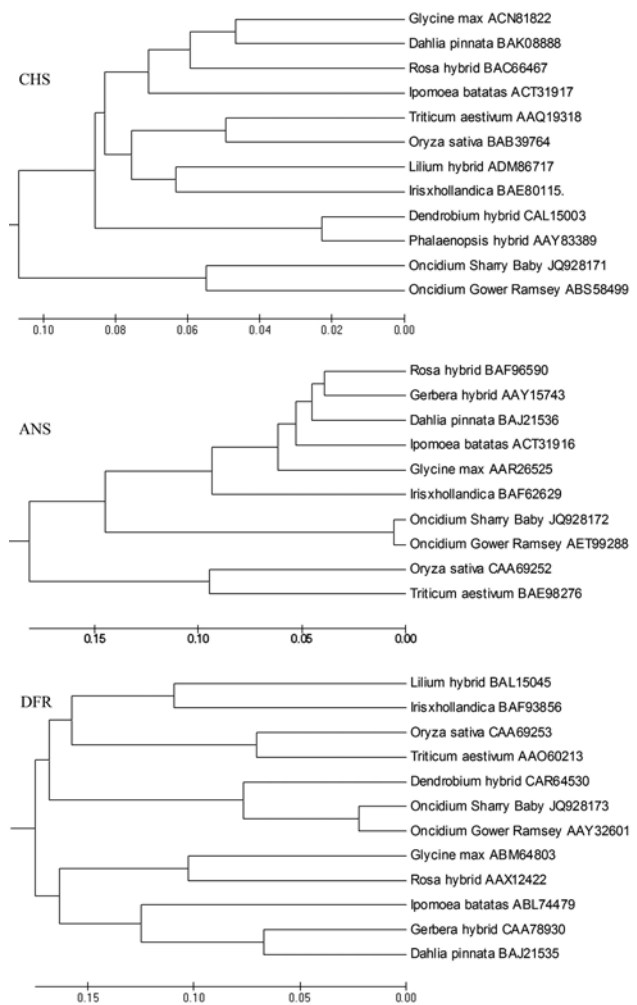 Glycine max ACN81822
Dahlia pinnata BAK08888
CHS
Rosa hybrid BAC66467
Ipomoea batatas ACT31917
Triticum aestivum AAQ19318
Oryza sativa BAB39764
Lilium hybrid ADM86717
Irisxhollandica BAE80115.
Dendrobium hybrid CAL15003
Phalaenopsis hybrid AAY83389
Oncidium Sharry Baby JQ928171
Oncidium Gower Ramsey ABS58499
0.10 0.08 0.06 0.04 0.02 0.00
Rosa hybrid BAF96590
Gerbera hybrid AAY15743
ANS
Dahlia pinnata BAJ21536
Ipomoea batatas ACT31916
Glycine max AAR26525
Irisxhollandica BAF62629
Oncidium Sharry Baby JQ928172
Oncidium Gower Ramsey AET99288
Oryza sativa CAA69252
Triticum aestivum BAE98276
0.15 0.10 0.05 0.00
Lilium hybrid BAL15045
DFR
Irisxhollandica BAF93856
Oryza sativa CAA69253
Triticum aestivum AAO60213
Dendrobium hybrid CAR64530
Oncidium Sharry Baby JQ928173
Oncidium Gower Ramsey AAY32601
Glycine max ABM64803
Rosa hybrid AAX12422
Ipomoea batatas ABL74479
Gerbera hybrid CAA78930
Dahlia pinnata BAJ21535
0.15 0.10 0.05 0.00